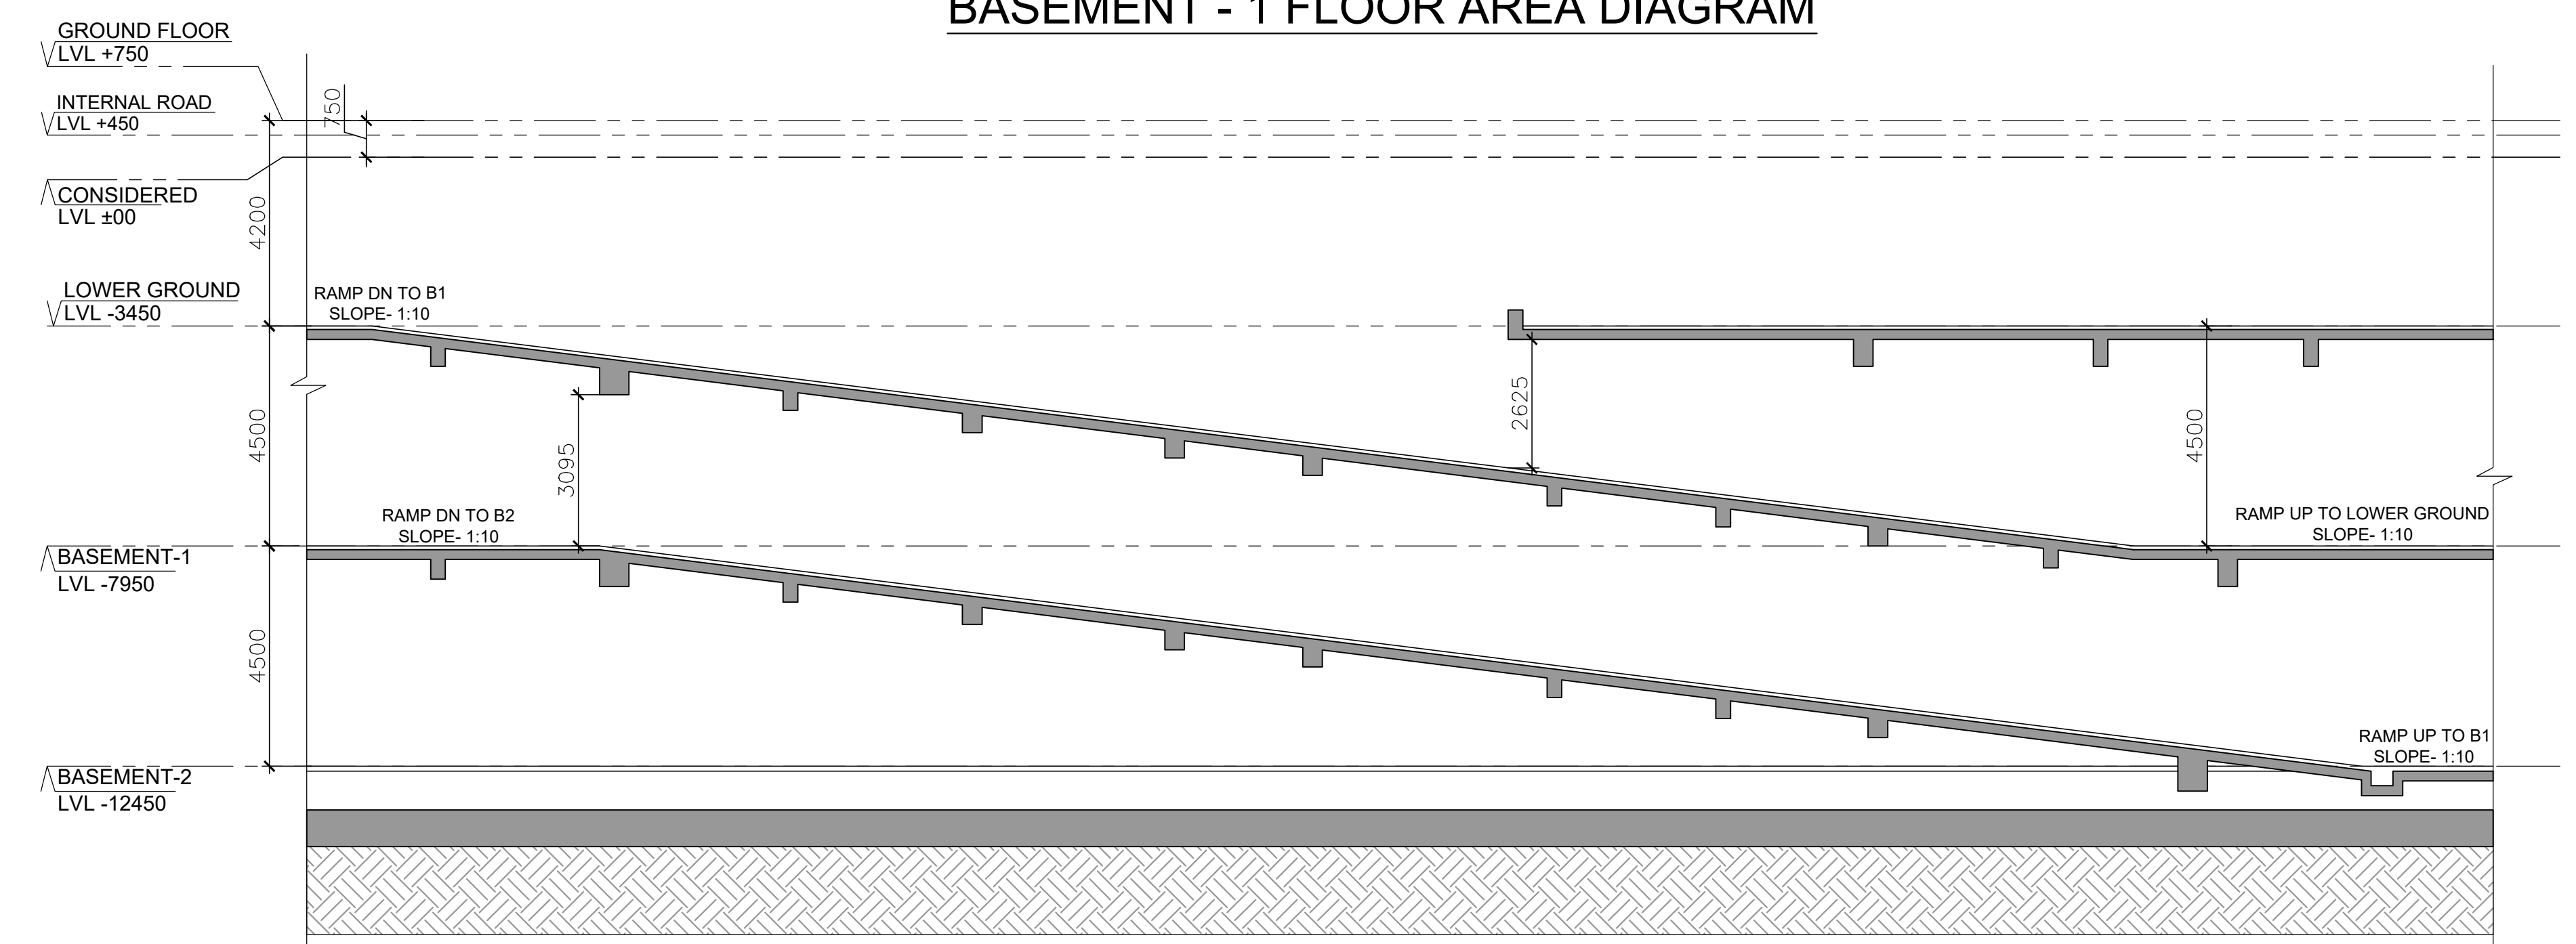 BASEMENT - 1 FLOOR AREA DIAGRAM
GROUND FLOOR
LVL +750
INTERNAL ROAD
LVL +450
750
CONSIDERED
LVL ±00
4200
LOWER GROUND
LVL -3450
RAMP DN TO B1
SLOPE- 1:10
4500
3095
2625
4500
RAMP DN TO B2
SLOPE- 1:10
RAMP UP TO LOWER GROUND
SLOPE- 1:10
BASEMENT-1
LVL -7950
4500
RAMP UP TO B1
SLOPE- 1:10
BASEMENT-2
LVL -12450